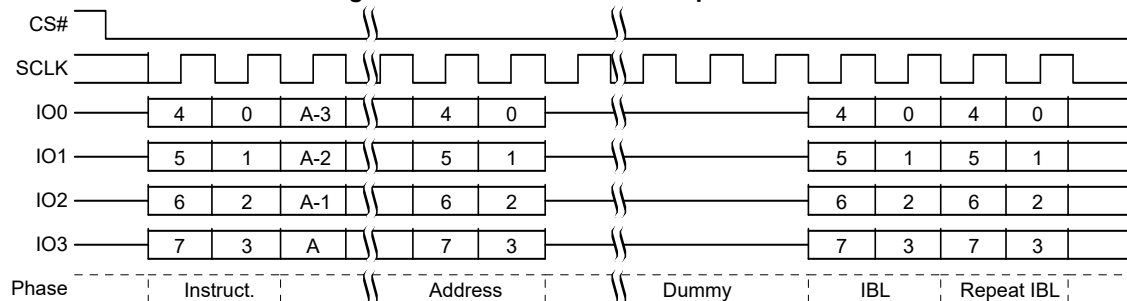 CS#
SCLK
IO0 4 0 A-3 4 0 4 0 4 0
IO1 5 1 A-2 5 1 5 1 5 1
IO2 6 2 A-1 6 2 6 2 6 2
IO3 7 3 A 7 3 7 3 7 3
Phase Instruct. Address Dummy IBL Repeat IBL